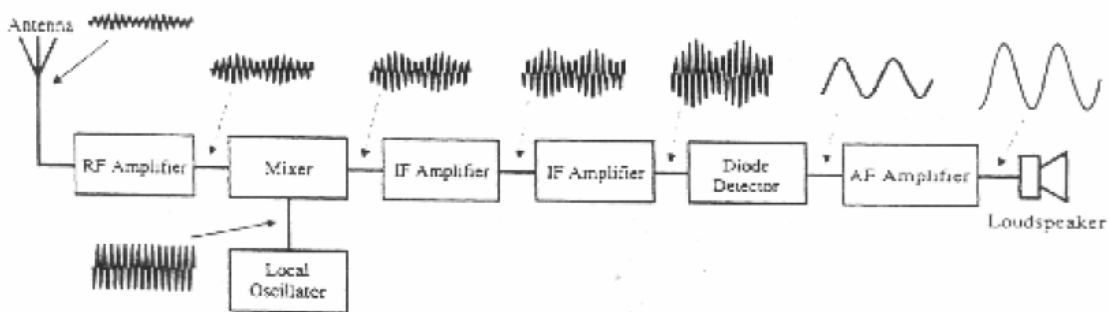 Antenna
RF Amplifier
Mixer
IF Amplifier
IF Amplifier
Diode
Detector
AF Amplifier
Loudspeaker
Local
Oscillater